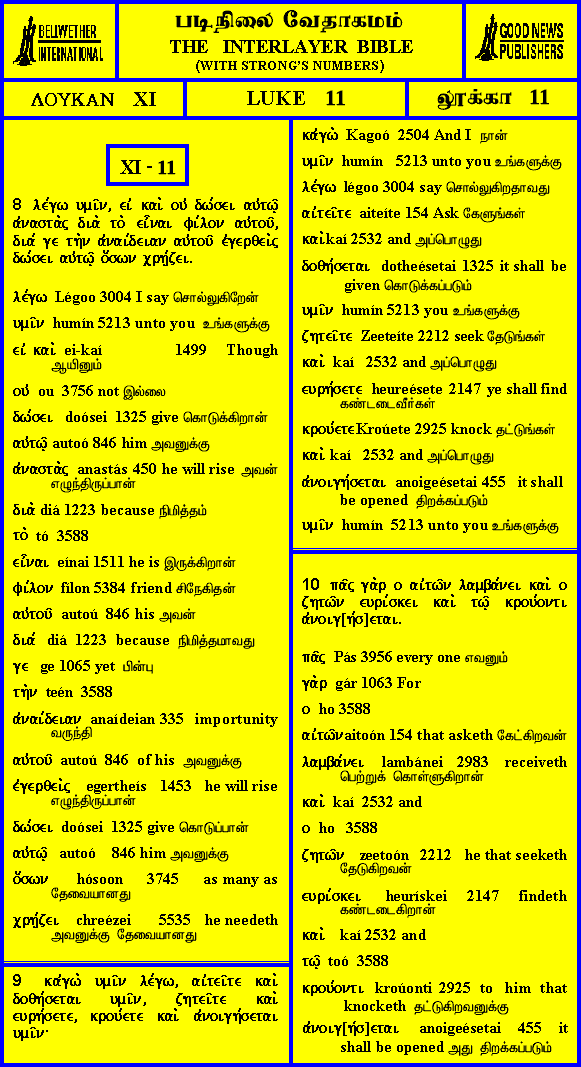 BELLWETHER
INTERNATIONAL
படிநிலை வேதாகமம்
THE INTERLAYER BIBLE
(WITH STRONG'S NUMBERS)
GOOD NEWS
PUBLISHERS
ΛΟΥΚΑΝ XI
LUKE 11
லூக்கா 11
XI - 11
8 λέγω υμῖν, εἰ καὶ οὐ δώσει αὐτῷ
ἀναστὰς διὰ τὸ εἶναι φίλον αὐτοῦ,
διά γε τὴν ἀναίδειαν αὐτοῦ ἐγερθεὶς
δώσει αὐτῷ ὅσων χρῄζει.
λέγω Légoo 3004 I say சொல்லுகிறேன்
υμῖν humín 5213 unto you உங்களுக்கு
εἰ καὶ ei-kaí 1499 Though
ஆயினும்
οὐ ou 3756 not இல்லை
δώσει doósei 1325 give கொடுக்கிறான்
αὐτῷ autoó 846 him அவனுக்கு
ἀναστὰς anastás 450 he will rise அவன்
எழுந்திருப்பான்
διὰ diá 1223 because நிமித்தம்
τὸ tó 3588
εἶναι eínai 1511 he is இருக்கிறான்
φίλον fílon 5384 friend சிநேகிதன்
αὐτοῦ autoú 846 his அவன்
διά diá 1223 because நிமித்தமாவது
γε ge 1065 yet பின்பு
τὴν teén 3588
ἀναίδειαν anaídeian 335 importunity
வருந்தி
αὐτοῦ autoú 846 of his அவனுக்கு
ἐγερθεὶς egertheís 1453 he will rise
எழுந்திருப்பான்
δώσει doósei 1325 give கொடுப்பான்
αὐτῷ autoó 846 him அவனுக்கு
ὅσων hósoon 3745 as many as
தேவையானது
χρῄζει chreézei 5535 he needeth
அவனுக்கு தேவையானது
9 κἀγὼ υμῖν λέγω, αἰτεῖτε καὶ
δοθήσεται υμῖν, ζητεῖτε καὶ
ευρήσετε, κρούετε καὶ ἀνοιγήσεται
υμῖν·
κἀγὼ Kagoó 2504 And I நான்
υμῖν humín 5213 unto you உங்களுக்கு
λέγω légoo 3004 say சொல்லுகிறதாவது
αἰτεῖτε aiteíte 154 Ask கேளுங்கள்
καὶ kaí 2532 and அப்பொழுது
δοθήσεται dotheésetai 1325 it shall be
given கொடுக்கப்படும்
υμῖν humín 5213 you உங்களுக்கு
ζητεῖτε Zeeteíte 2212 seek தேடுங்கள்
καὶ kaí 2532 and அப்பொழுது
ευρήσετε heureésete 2147 ye shall find
கண்டடைவீர்கள்
κρούετε Kroúete 2925 knock தட்டுங்கள்
καὶ kaí 2532 and அப்பொழுது
ἀνοιγήσεται anoigeésetai 455 it shall
be opened திறக்கப்படும்
υμῖν humín 5213 unto you உங்களுக்கு
10 πᾶς γὰρ ο αἰτῶν λαμβάνει καὶ ο
ζητῶν ευρίσκει καὶ τῷ κρούοντι
ἀνοιγ[ήσ]εται.
πᾶς Pás 3956 every one எவனும்
γὰρ gár 1063 For
ο ho 3588
αἰτῶν aitoón 154 that asketh கேட்கிறவன்
λαμβάνει lambánei 2983 receiveth
பெற்றுக் கொள்ளுகிறான்
καὶ kaí 2532 and
ο ho 3588
ζητῶν zeetoón 2212 he that seeketh
தேடுகிறவன்
ευρίσκει heurískei 2147 findeth
கண்டடைகிறான்
καὶ kaí 2532 and
τῷ toó 3588
κρούοντι kroúonti 2925 to him that
knocketh தட்டுகிறவனுக்கு
ἀνοιγ[ήσ]εται anoigeésetai 455 it
shall be opened அது திறக்கப்படும்